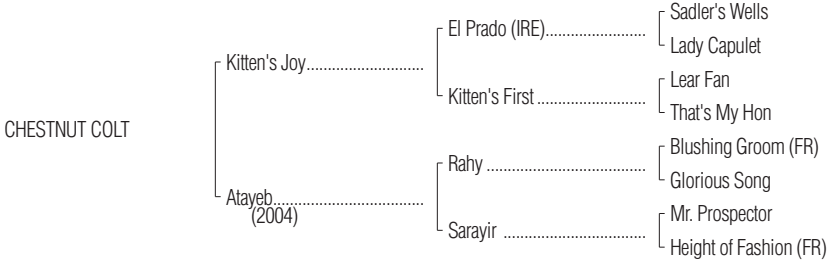 Sadler's Wells
El Prado (IRE)........................
Lady Capulet
Kitten's Joy............................
Lear Fan
Kitten's First ..........................
That's My Hon
CHESTNUT COLT
Blushing Groom (FR)
Rahy ......................................
Glorious Song
Atayeb....................................
(2004)
Mr. Prospector
Sarayir ..................................
Height of Fashion (FR)